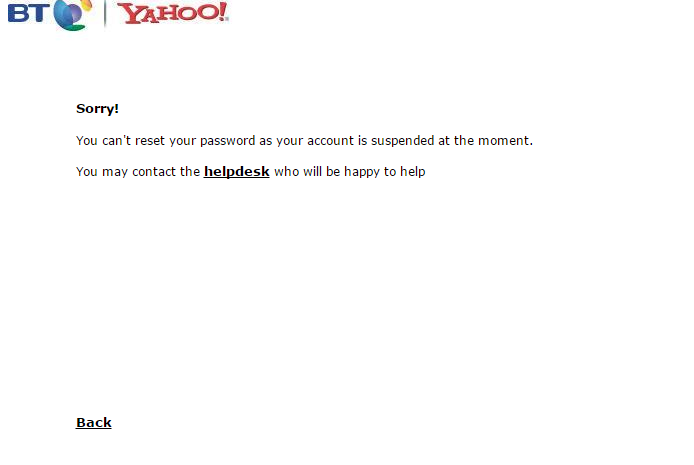 BT | YAHOO!
Sorry!
You can't reset your password as your account is suspended at the moment.
You may contact the helpdesk who will be happy to help
Back